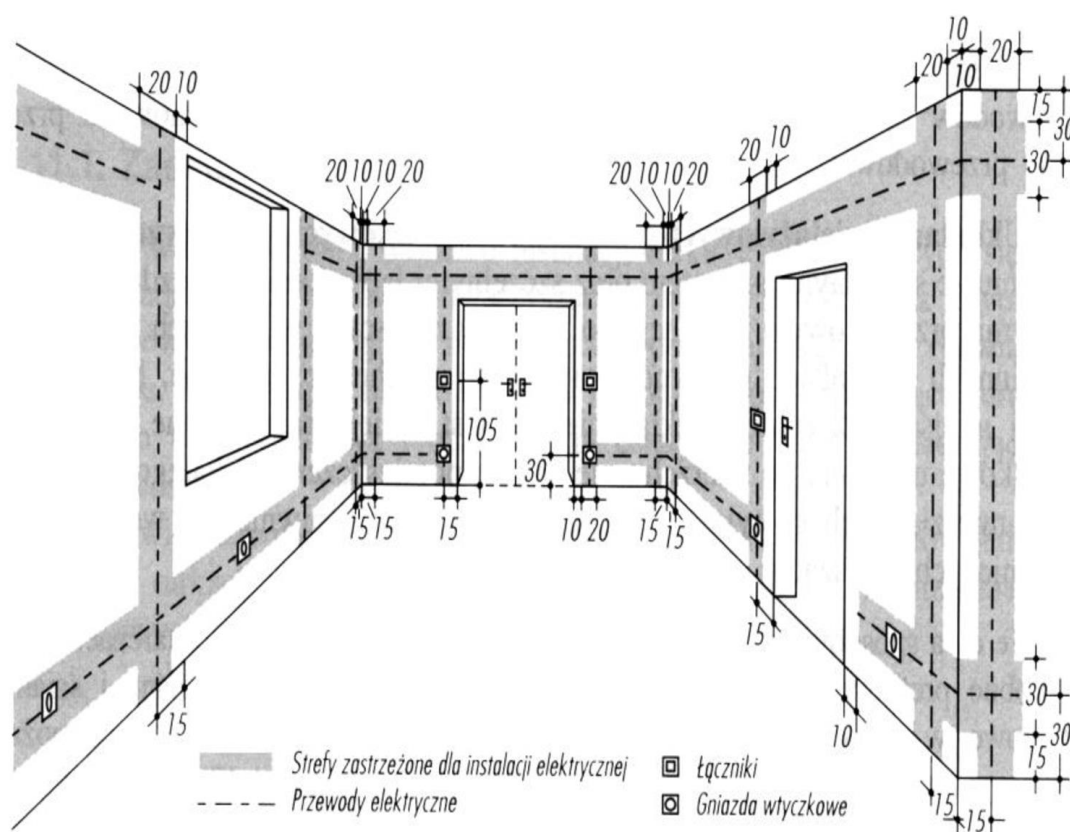 10
20 20
20 10 10
15 30
20 10
30
20 10 10 20
20 10 10 20
105
30
15 15 15 10 20 15 15
15
15
30
10
30
15
15 15
Strefy zastrzeżone dla instalacji elektrycznej
Łączniki
Przewody elektryczne
Gniazda wtyczkowe